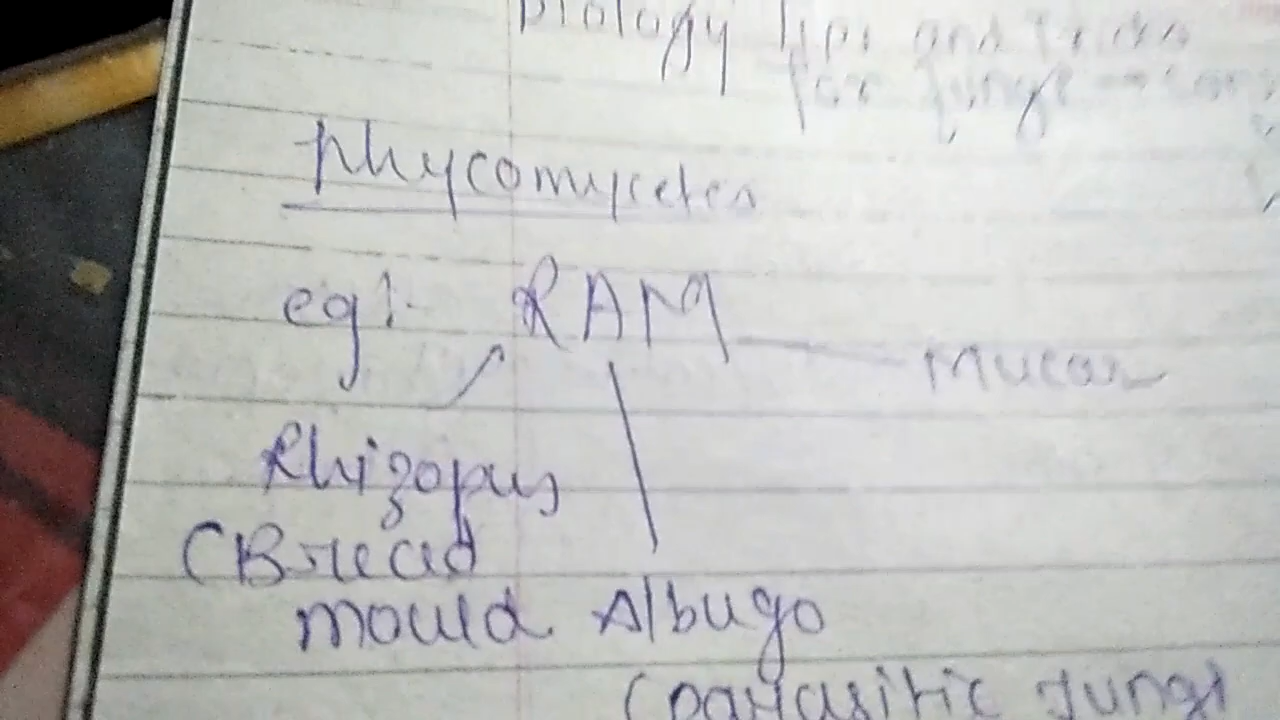 Biology Tips and Tricks
for fungi →
Phycomycetes
eg:- RAM
Mucor
Rhizopus
(Bread
mould Albugo
(parasitic fungi